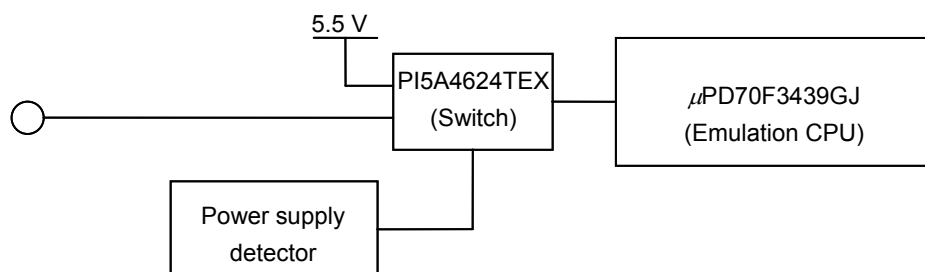 5.5 V
PI5A4624TEX
(Switch)
μPD70F3439GJ
(Emulation CPU)
Power supply
detector